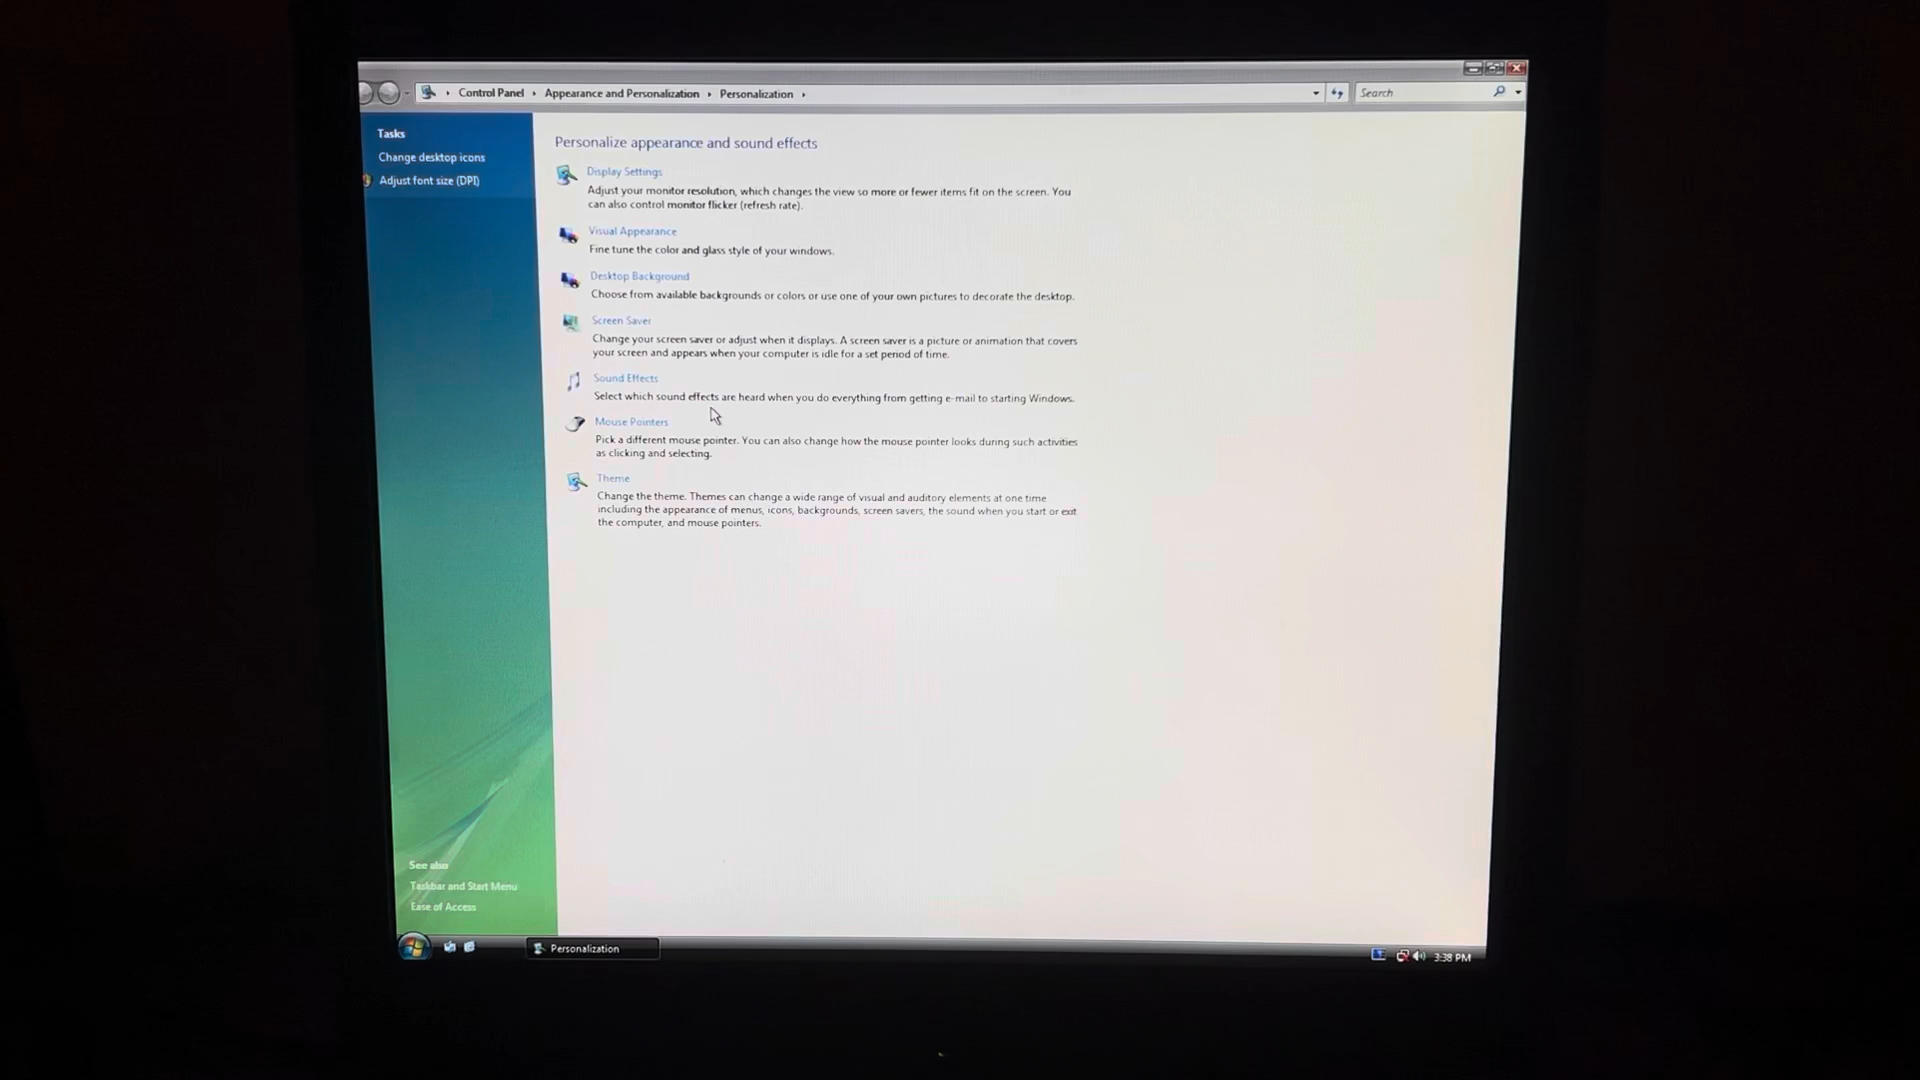 Control Panel Appearance and Personalization Personalization
Search
Tasks
Change desktop icons
Adjust font size (DPI)
Personalize appearance and sound effects
Display Settings
Adjust your monitor resolution, which changes the view so more or fewer items fit on the screen. You
can also control monitor flicker (refresh rate).
Visual Appearance
Fine tune the color and glass style of your windows.
Desktop Background
Choose from available backgrounds or colors or use one of your own pictures to decorate the desktop.
Screen Saver
Change your screen saver or adjust when it displays. A screen saver is a picture or animation that covers
your screen and appears when your computer is idle for a set period of time.
Sound Effects
Select which sound effects are heard when you do everything from getting e-mail to starting Windows.
Mouse Pointers
Pick a different mouse pointer. You can also change how the mouse pointer looks during such activities
as clicking and selecting.
Theme
Change the theme. Themes can change a wide range of visual and auditory elements at one time
including the appearance of menus, icons, backgrounds, screen savers, the sound when you start or exit
the computer, and mouse pointers.
See also
Taskbar and Start Menu
Ease of Access
Personalization
3:38 PM